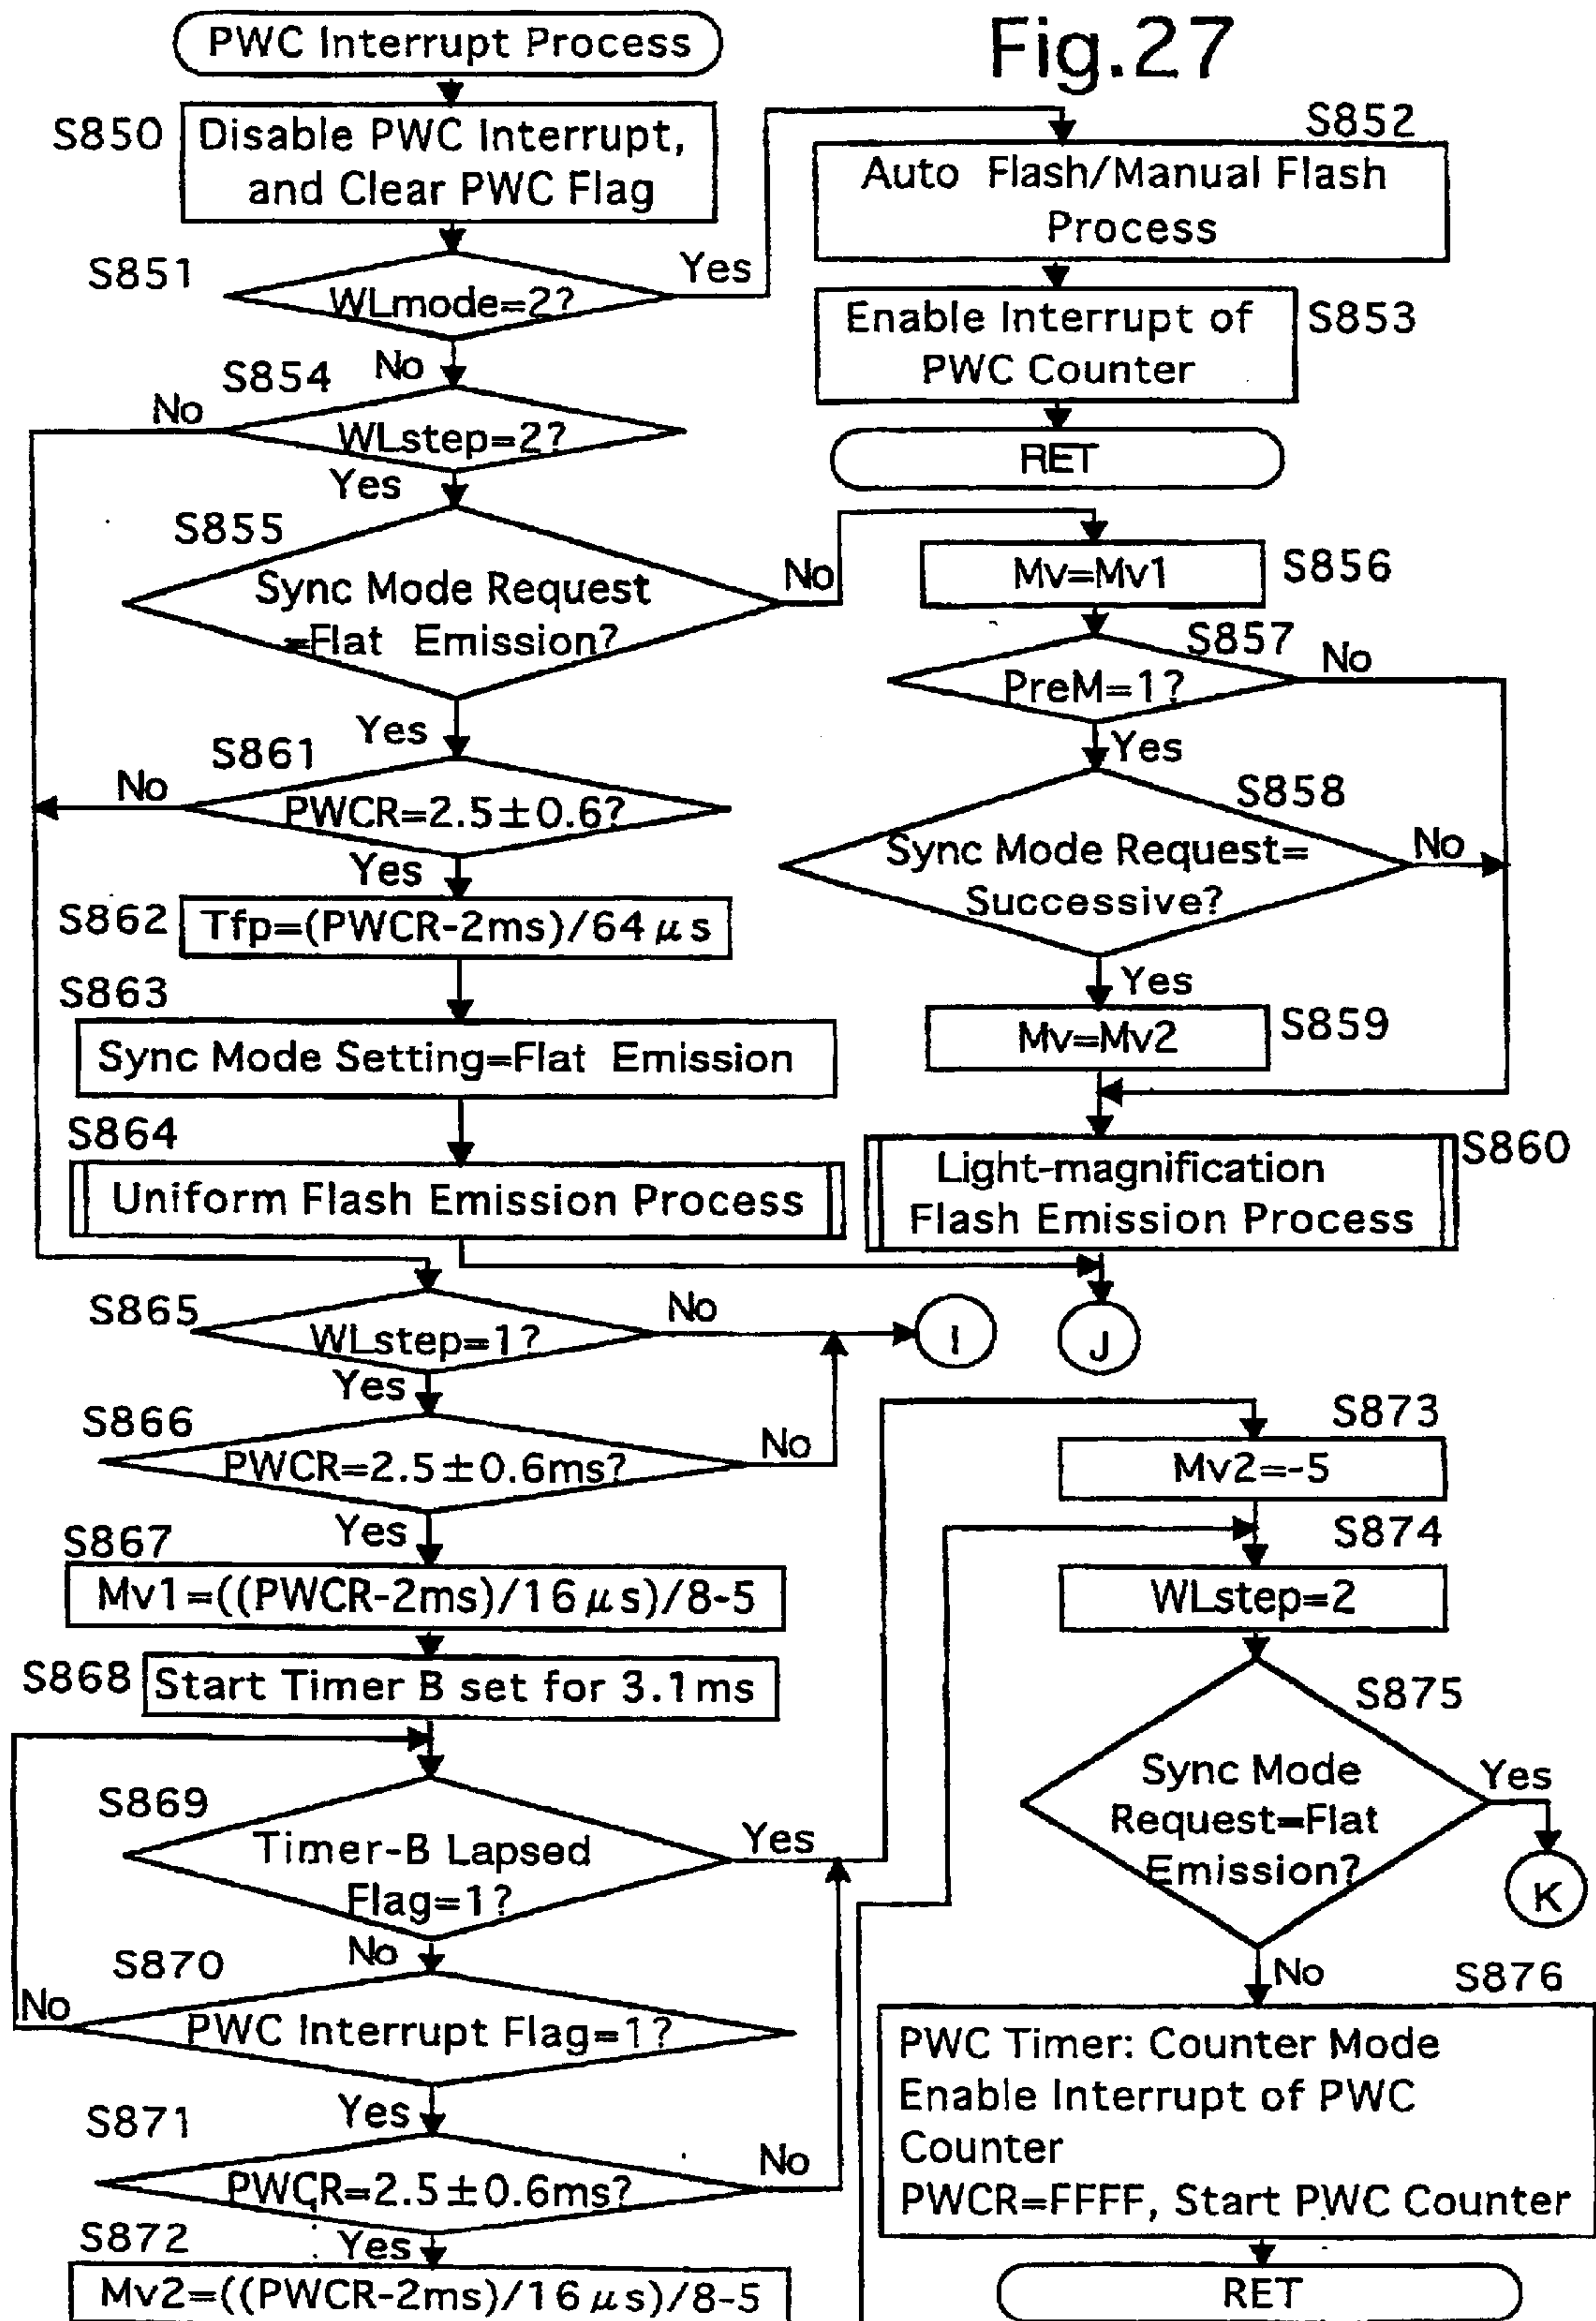 Fig.27
PWC Interrupt Process
S850
Disable PWC Interrupt,
and Clear PWC Flag
S851
WLmode=2?
Yes
No
S852
Auto Flash/Manual Flash
Process
Enable Interrupt of
PWC Counter
S853
RET
S854
WLstep=2?
No
Yes
S855
Sync Mode Request
=Flat Emission?
No
Yes
Mv=Mv1
S856
S857
PreM=1?
No
Yes
S858
Sync Mode Request=
Successive?
No
Yes
Mv=Mv2
S859
Light-magnification
Flash Emission Process
S860
S861
PWCR=2.5±0.6?
No
Yes
S862
Tfp=(PWCR-2ms)/64μs
S863
Sync Mode Setting=Flat Emission
S864
Uniform Flash Emission Process
S865
WLstep=1?
No
Yes
I
J
S866
PWCR=2.5±0.6ms?
No
Yes
S867
Mv1=((PWCR-2ms)/16μs)/8-5
S868
Start Timer B set for 3.1ms
S869
Timer-B Lapsed
Flag=1?
Yes
No
S870
PWC Interrupt Flag=1?
No
Yes
S871
PWCR=2.5±0.6ms?
No
Yes
S872
Mv2=((PWCR-2ms)/16μs)/8-5
S873
Mv2=-5
S874
WLstep=2
S875
Sync Mode
Request=Flat
Emission?
Yes
K
No
S876
PWC Timer: Counter Mode
Enable Interrupt of PWC
Counter
PWCR=FFFF, Start PWC Counter
RET